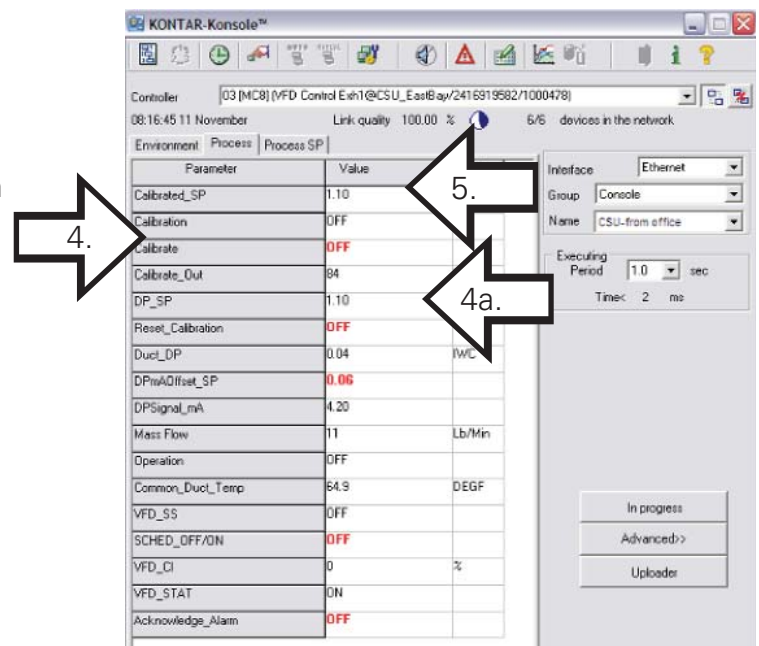 KONTAR-Konsole™
Controller 03 [MC8] (VFD Control Exh1@CSU_EastBay/2416919582/1000478)
08:16:45 11 November Link quality 100.00 % 6/6 devices in the network
Environment Process Process SP
Parameter Value
Calibrated_SP 1.10
Calibration OFF
Calibrate OFF
Calibrate_Out 84
DP_SP 1.10
Reset_Calibration OFF
Duct_DP 0.04 IWC
DPmAOffset_SP 0.06
DPSignal_mA 4.20
Mass Flow 11 Lb/Min
Operation OFF
Common_Duct_Temp 64.9 DEGF
VFD_SS OFF
SCHED_OFF/ON OFF
VFD_CI 0 %
VFD_STAT ON
Acknowledge_Alarm OFF
Interface Ethernet
Group Console
Name CSU-from office
Executing
Period 1.0 sec
Time< 2 ms
In progress
Advanced>>
Uploader
4.
5.
4a.